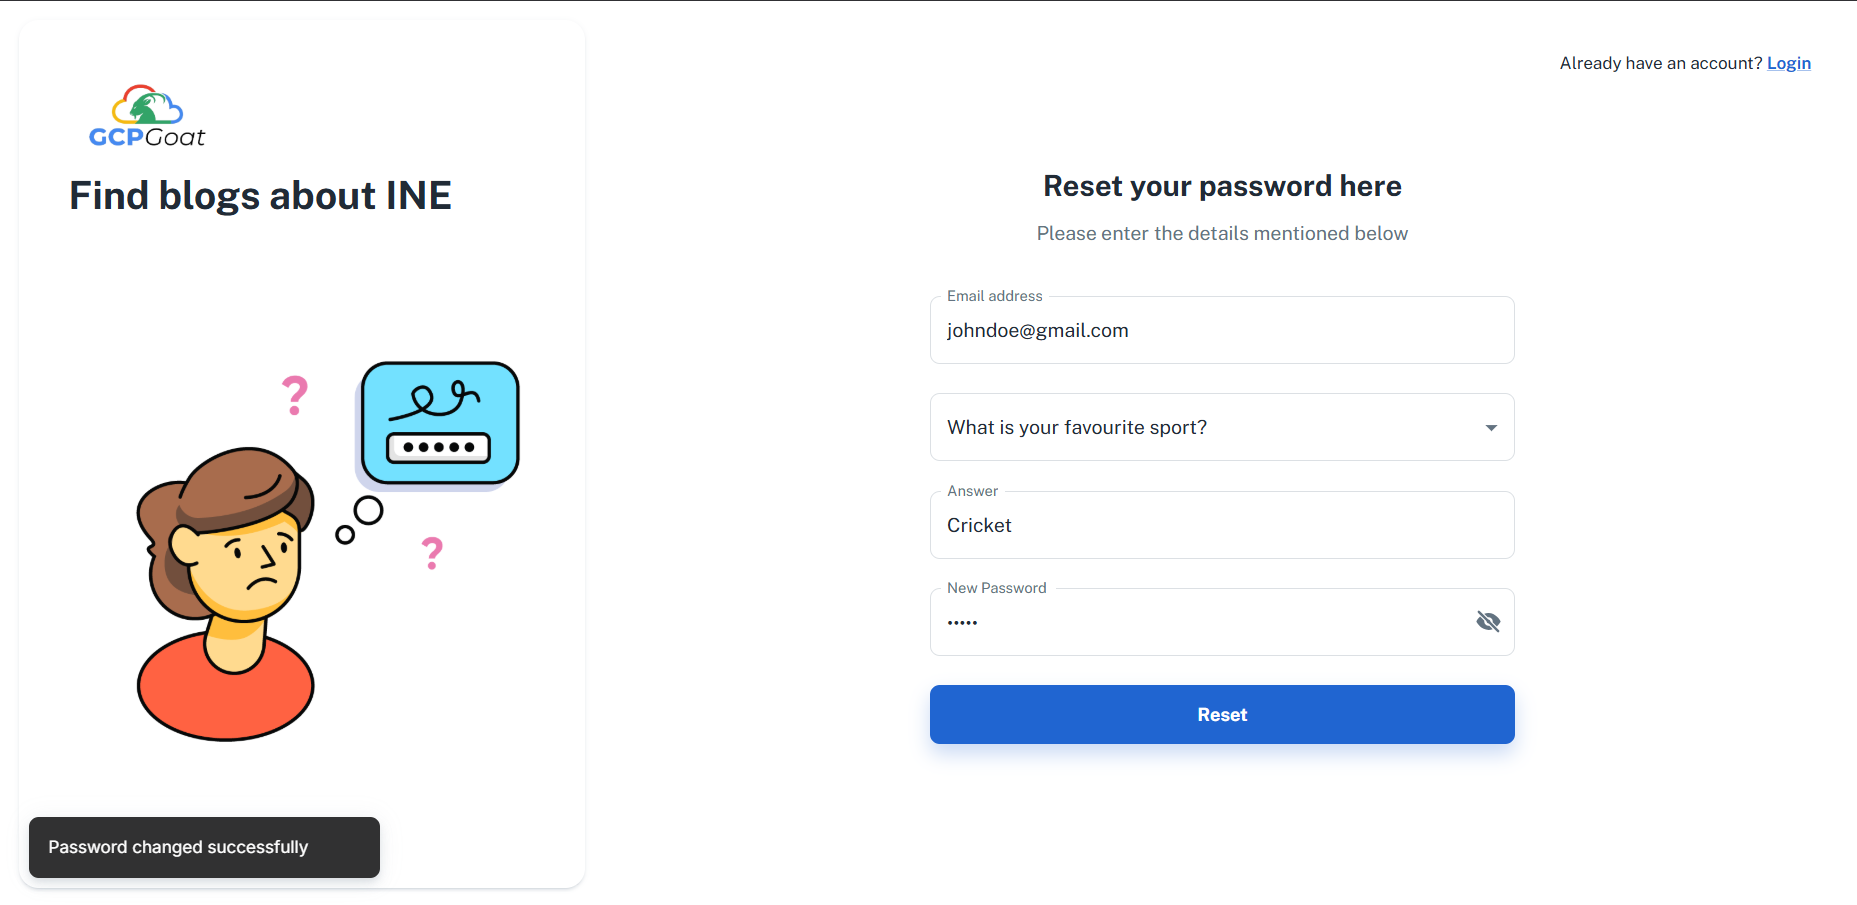 Already have an account? Login
GCPGoat
Find blogs about INE
Reset your password here
Please enter the details mentioned below
Email address
johndoe@gmail.com
What is your favourite sport?
Answer
Cricket
New Password
•••••
Reset
?
?
Password changed successfully